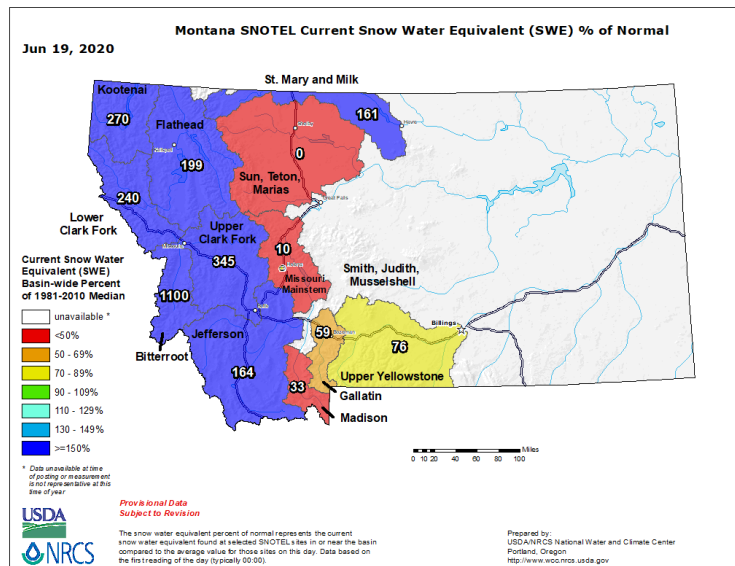 Montana SNOTEL Current Snow Water Equivalent (SWE) % of Normal
Jun 19, 2020
St. Mary and Milk
Kootenai
270
161
Flathead
199
0
Sun, Teton,
Marias
240
Lower
Clark Fork
Upper
Clark Fork
345
10
Missouri
Mainstem
Smith, Judith,
Musselshell
Current Snow Water
Equivalent (SWE)
Basin-wide Percent
of 1981-2010 Median
unavailable *
<50%
50 - 69%
70 - 89%
90 - 109%
110 - 129%
130 - 149%
>=150%
1100
Bitterroot
Jefferson
164
59
Billings
76
Upper Yellowstone
33
Gallatin
Madison
Miles
0 10 20 40 60 80 100
* Data unavailable at time
of posting or measurement
is not representative at this
time of year
Provisional Data
Subject to Revision
USDA
NRCS
The snow water equivalent percent of normal represents the current
snow water equivalent found at selected SNOTEL sites in or near the basin
compared to the average value for those sites on this day. Data based on
the first reading of the day (typically 00:00).
Prepared by:
USDA/NRCS National Water and Climate Center
Portland, Oregon
http://www.wcc.nrcs.usda.gov